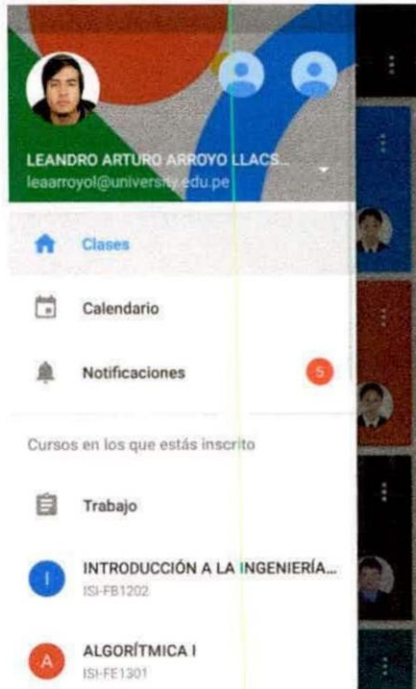 LEANDRO ARTURO ARROYO LLACS...
leaarroyol@university.edu.pe
Clases
Calendario
Notificaciones
5
Cursos en los que estás inscrito
Trabajo
I
INTRODUCCIÓN A LA INGENIERÍA...
ISI-FB1202
A
ALGORÍTMICA I
ISI-FE1301